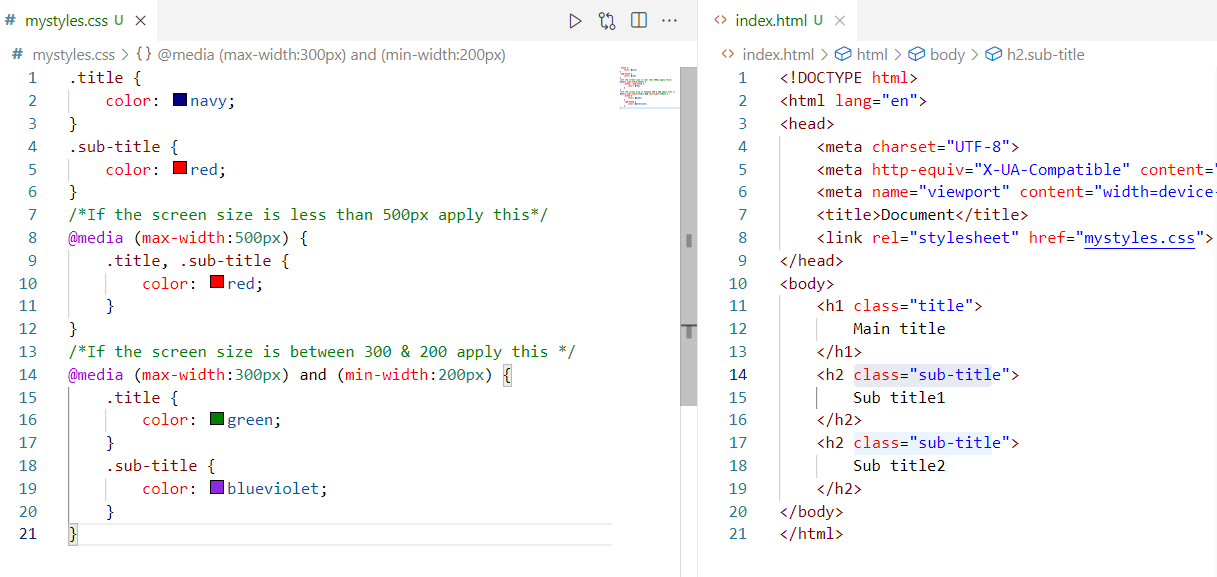 # mystyles.css U ×
# mystyles.css > {} @media (max-width:300px) and (min-width:200px)
1 .title {
2 color: navy;
3 }
4 .sub-title {
5 color: red;
6 }
7 /*If the screen size is less than 500px apply this*/
8 @media (max-width:500px) {
9 .title, .sub-title {
10 color: red;
11 }
12 }
13 /*If the screen size is between 300 & 200 apply this */
14 @media (max-width:300px) and (min-width:200px) {
15 .title {
16 color: green;
17 }
18 .sub-title {
19 color: blueviolet;
20 }
21 }
<> index.html U ×
<> index.html > html > body > h2.sub-title
1 <!DOCTYPE html>
2 <html lang="en">
3 <head>
4 <meta charset="UTF-8">
5 <meta http-equiv="X-UA-Compatible" content="
6 <meta name="viewport" content="width=device-
7 <title>Document</title>
8 <link rel="stylesheet" href="mystyles.css">
9 </head>
10 <body>
11 <h1 class="title">
12 Main title
13 </h1>
14 <h2 class="sub-title">
15 Sub title1
16 </h2>
17 <h2 class="sub-title">
18 Sub title2
19 </h2>
20 </body>
21 </html>